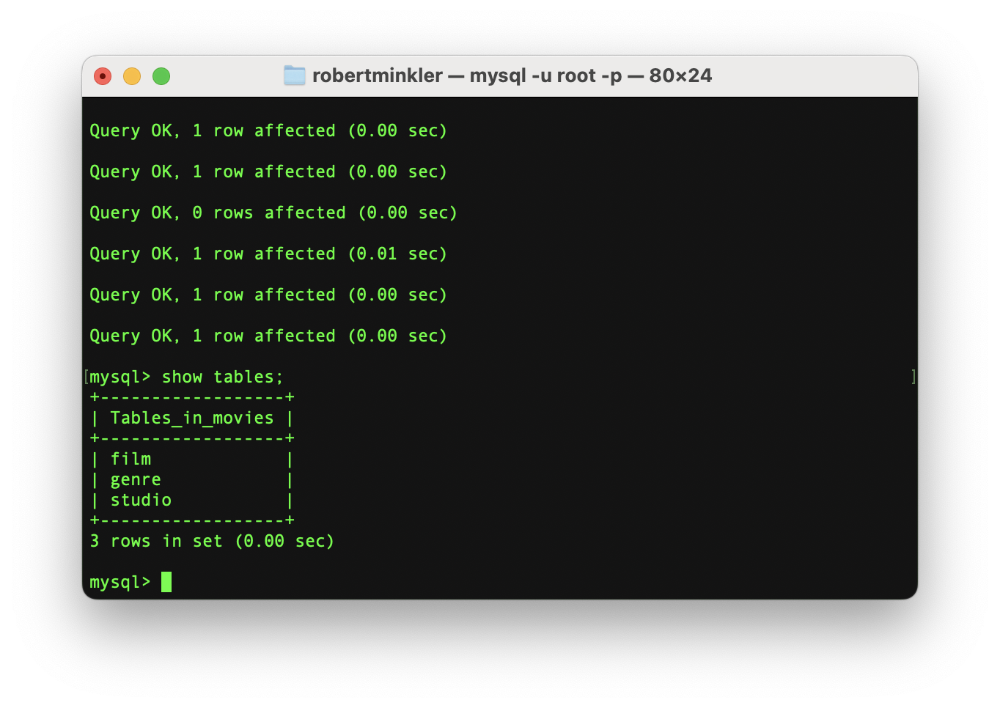 robertminkler — mysql -u root -p — 80×24
Query OK, 1 row affected (0.00 sec)
Query OK, 1 row affected (0.00 sec)
Query OK, 0 rows affected (0.00 sec)
Query OK, 1 row affected (0.01 sec)
Query OK, 1 row affected (0.00 sec)
Query OK, 1 row affected (0.00 sec)
[mysql> show tables; ]
+------------------+
| Tables_in_movies |
+------------------+
| film             |
| genre            |
| studio           |
+------------------+
3 rows in set (0.00 sec)
mysql>